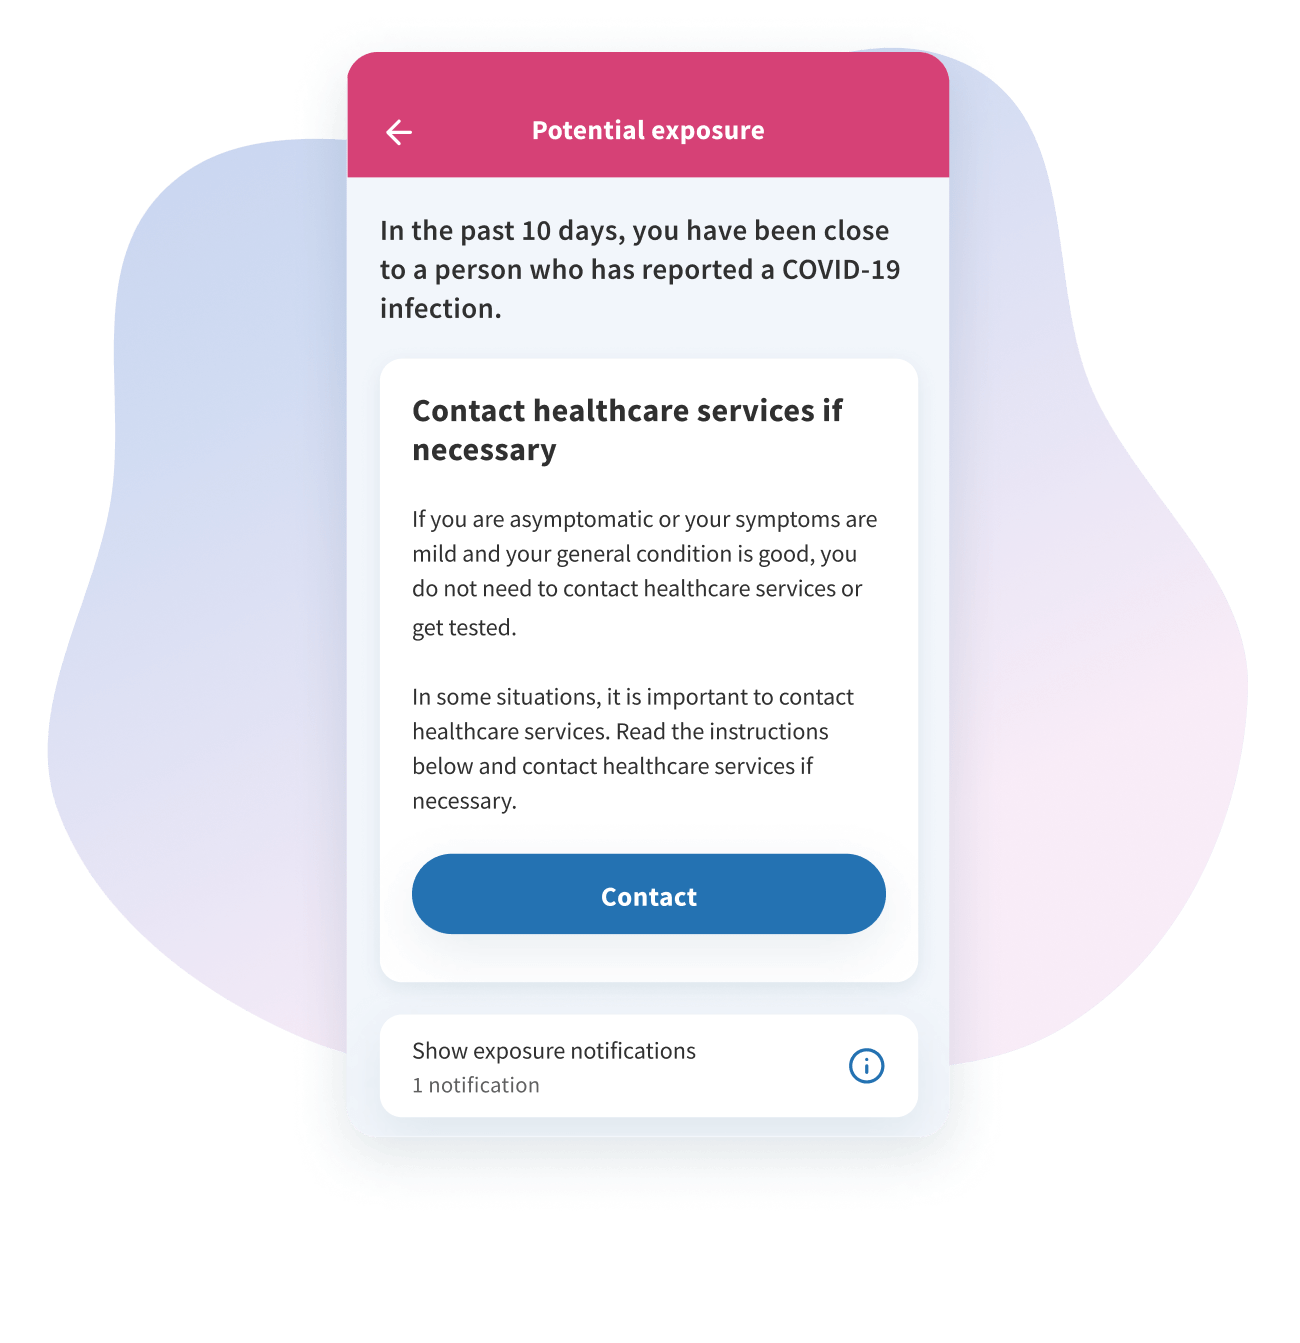 Potential exposure
In the past 10 days, you have been close
to a person who has reported a COVID-19
infection.
Contact healthcare services if
necessary
If you are asymptomatic or your symptoms are
mild and your general condition is good, you
do not need to contact healthcare services or
get tested.
In some situations, it is important to contact
healthcare services. Read the instructions
below and contact healthcare services if
necessary.
Contact
Show exposure notifications
1 notification